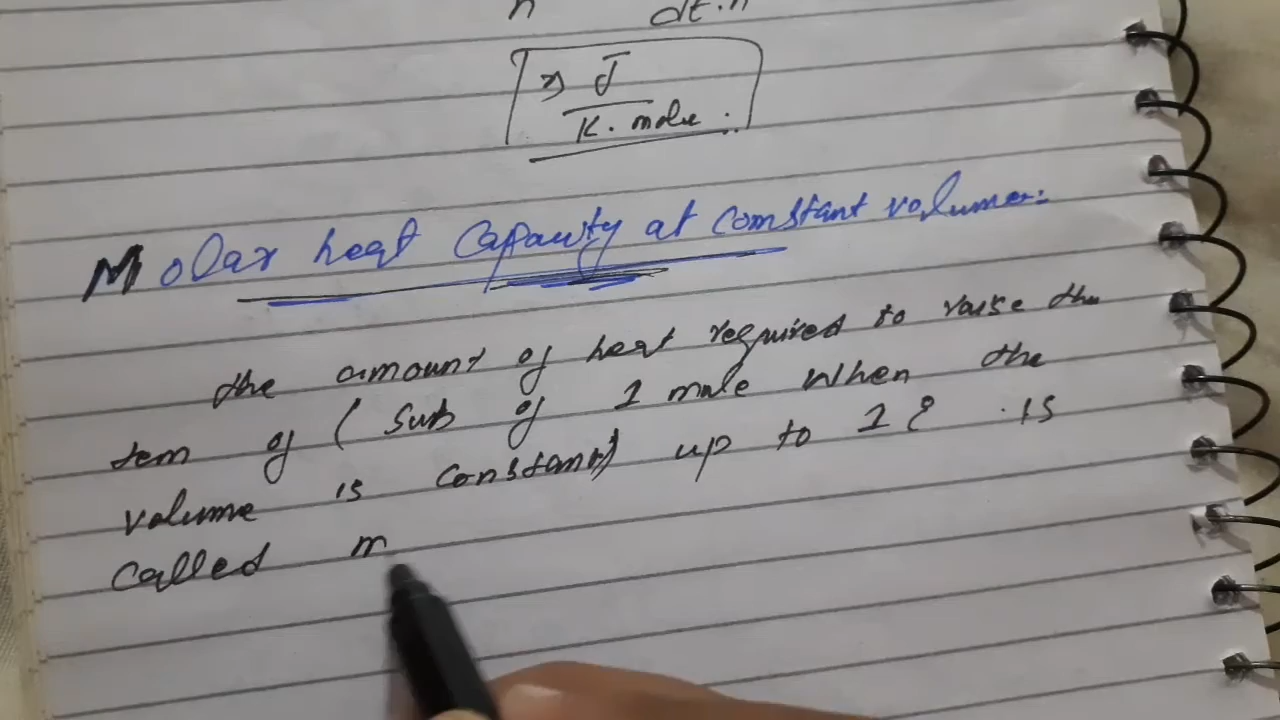 n dt.n
J
K. mole.
Molar heat Capacity at constant volume:
the amount of heat required to raise the
tem of (sub of 1 mole when the
volume is constant) up to 1 is
called m